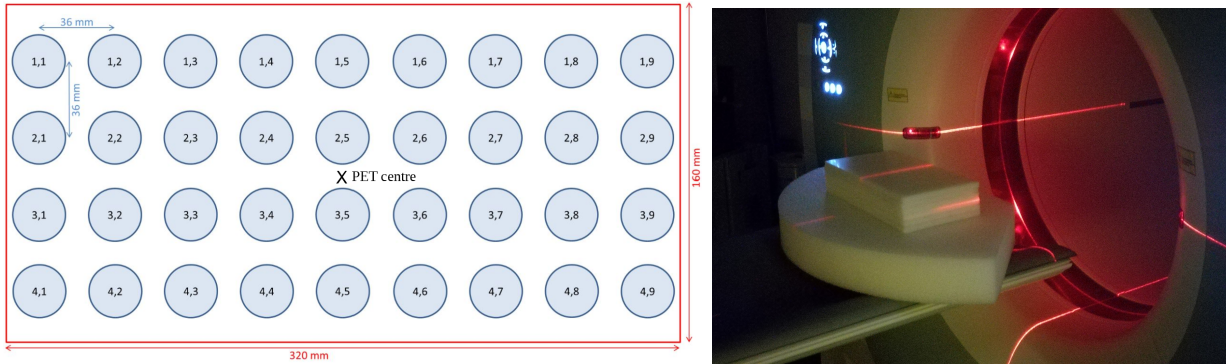 36 mm
1,1 1,2 1,3 1,4 1,5 1,6 1,7 1,8 1,9
36 mm
2,1 2,2 2,3 2,4 2,5 2,6 2,7 2,8 2,9
X PET centre
160 mm
3,1 3,2 3,3 3,4 3,5 3,6 3,7 3,8 3,9
4,1 4,2 4,3 4,4 4,5 4,6 4,7 4,8 4,9
320 mm